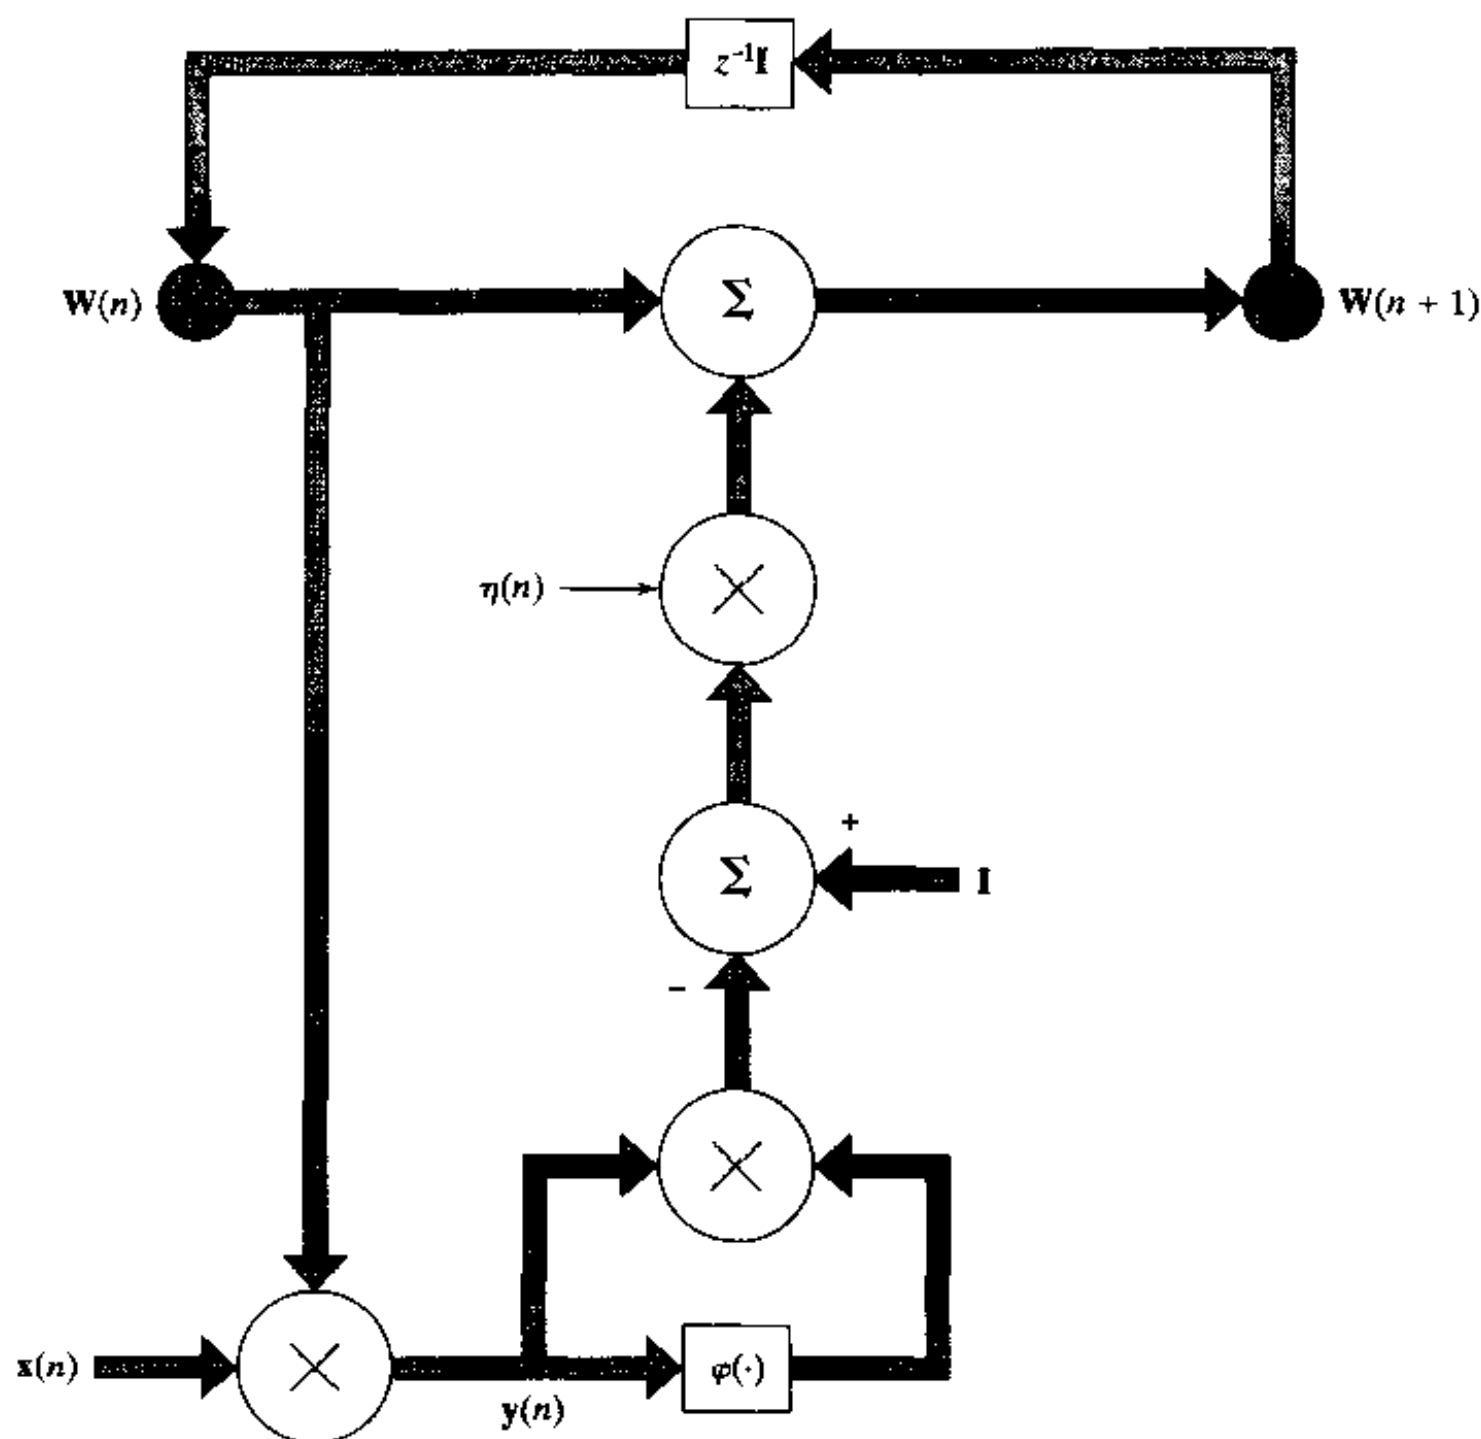 z⁻¹I
W(n)
Σ
W(n + 1)
η(n)
×
+
Σ
I
−
×
x(n)
×
φ(·)
y(n)